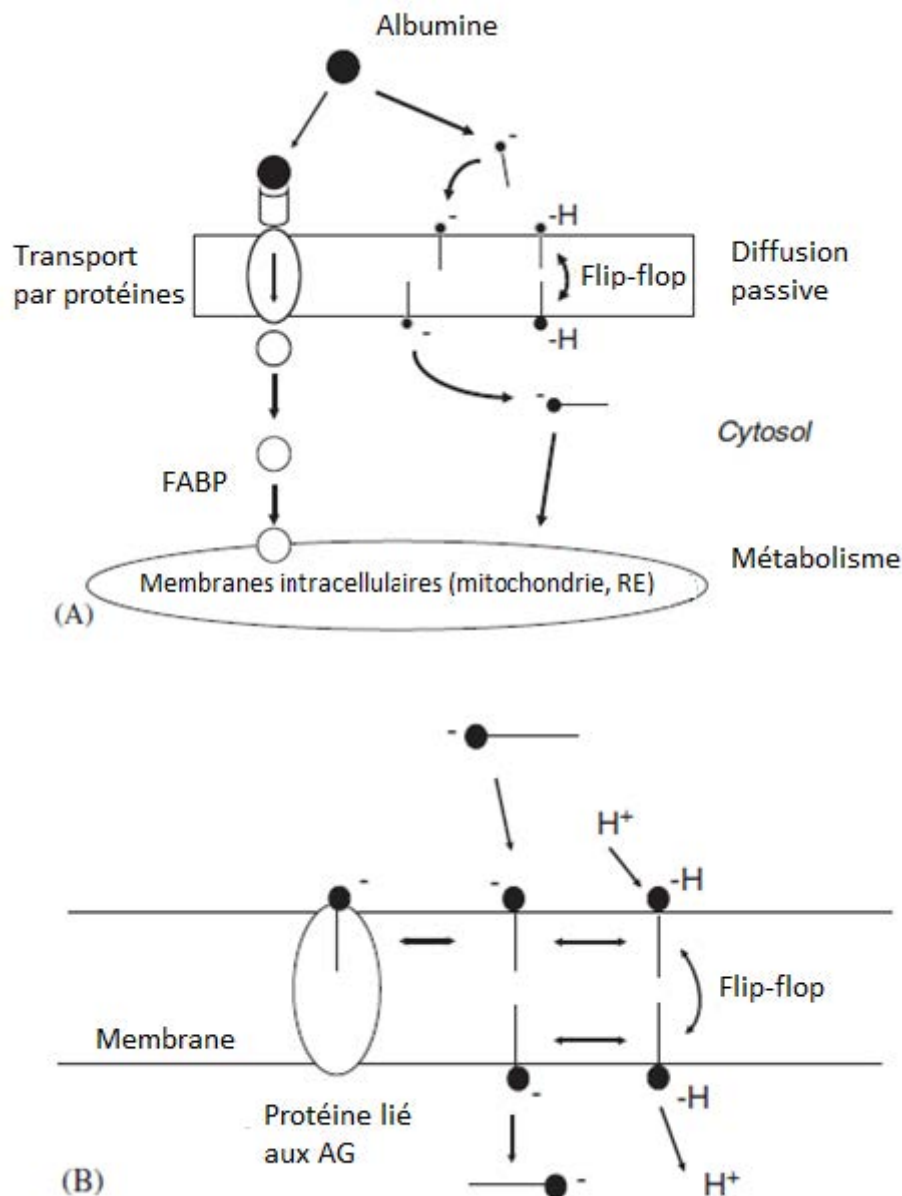 Albumine
-
-
-H
Transport
par protéines
Flip-flop
Diffusion
passive
-
-H
-
Cytosol
FABP
Métabolisme
Membranes intracellulaires (mitochondrie, RE)
(A)
-
H+
-
-
-H
Flip-flop
Membrane
-
-H
Protéine lié
aux AG
(B)
-
H+